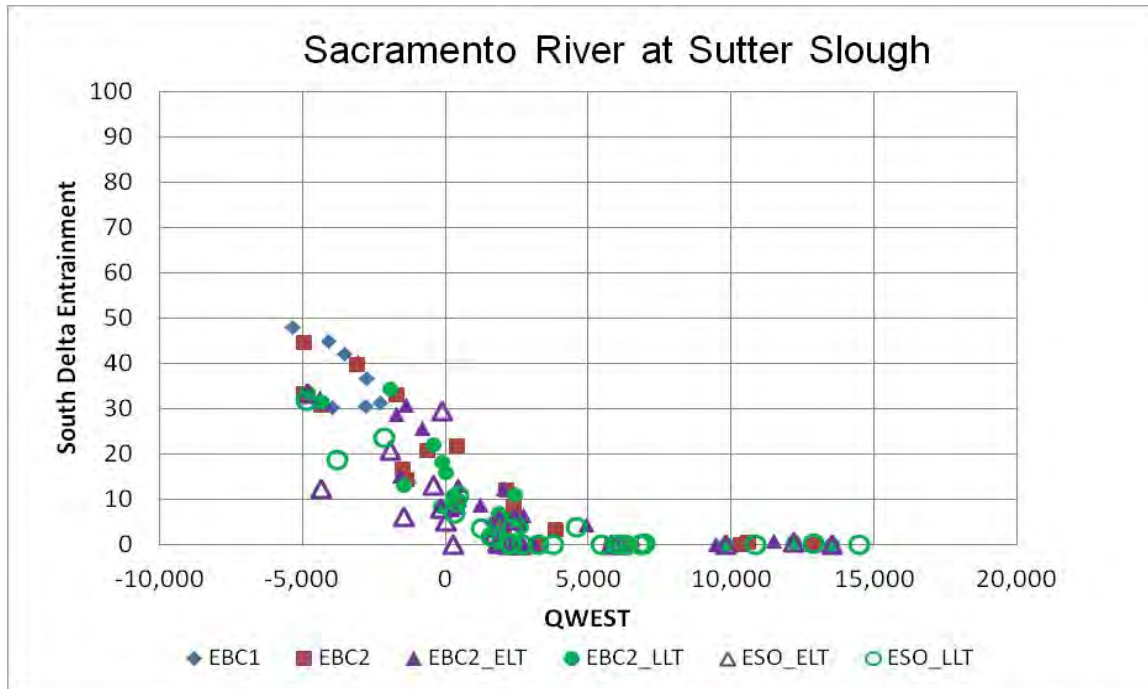 Sacramento River at Sutter Slough
100
90
80
70
60
50
40
30
20
10
0
South Delta Entrainment
-10,000 -5,000 0 5,000 10,000 15,000 20,000
QWEST
EBC1 EBC2 EBC2_ELT EBC2_LLT ESO_ELT ESO_LLT